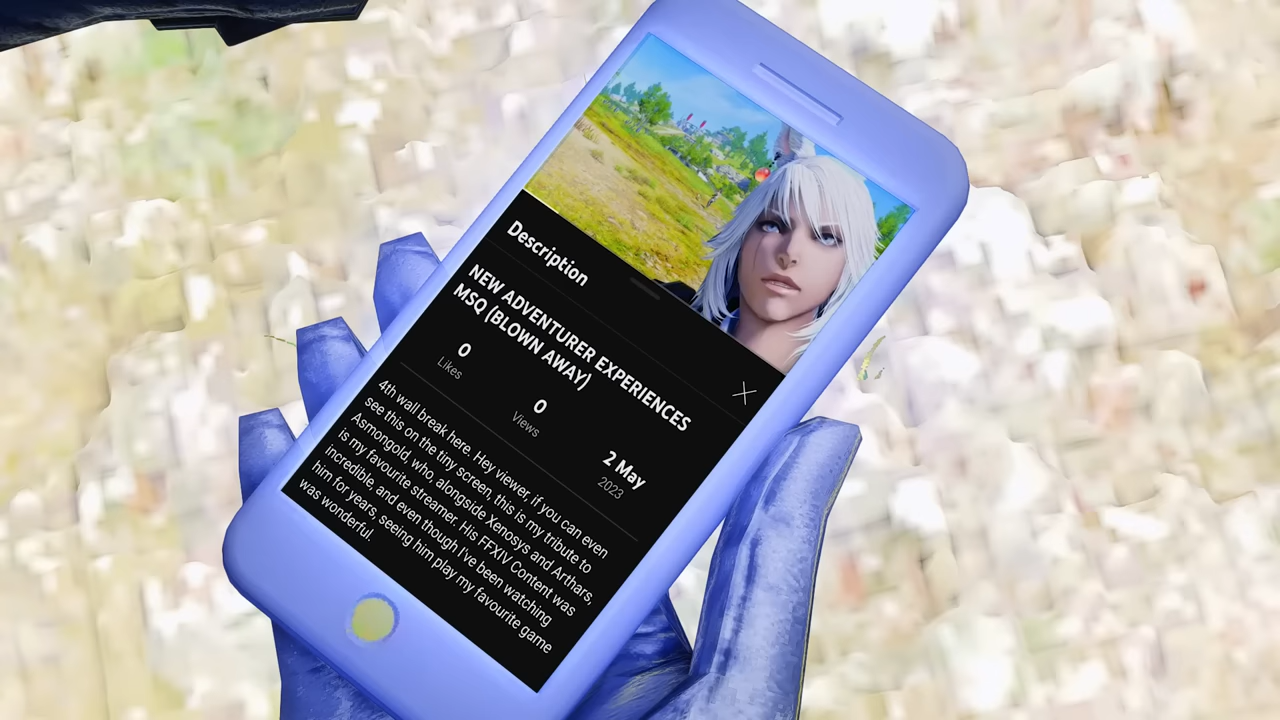 Description
NEW ADVENTURER EXPERIENCES
MSQ (BLOWN AWAY)
0
Likes
0
Views
2 May
2023
4th wall break here. Hey viewer, if you can even
see this on the tiny screen, this is my tribute to
Asmongold, who, alongside Xenosys and Arthars,
is my favourite streamer. His FFXIV Content was
incredible, and even though I've been watching
him for years, seeing him play my favourite game
was wonderful.